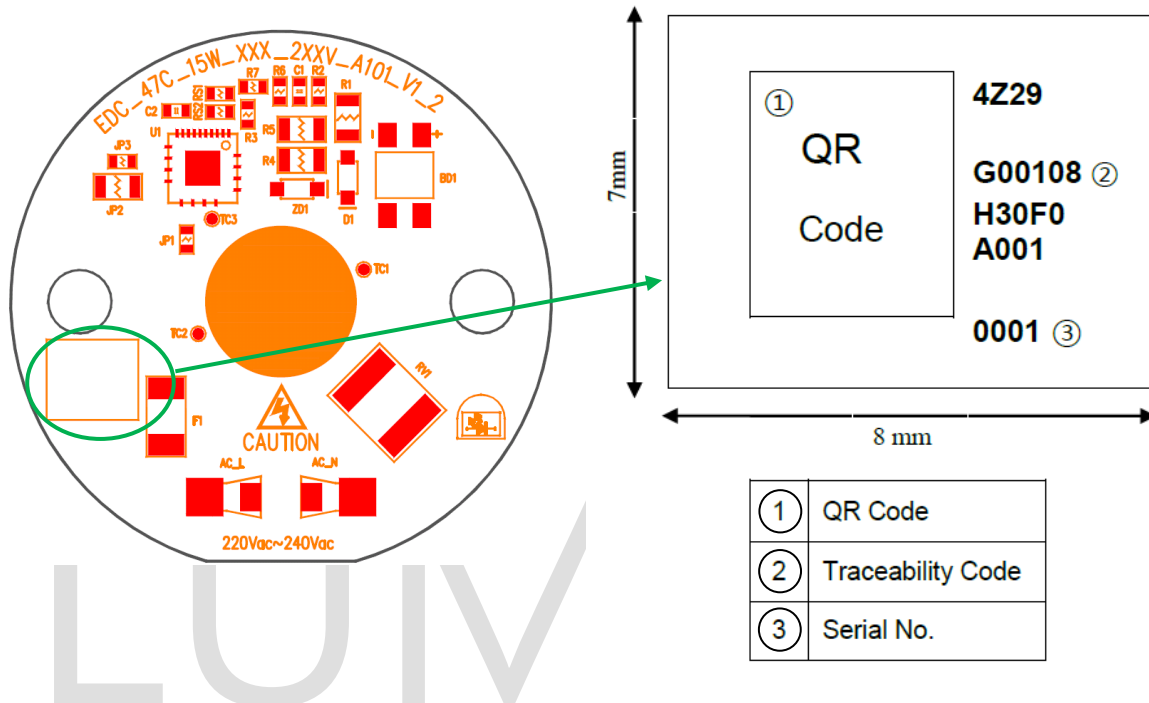 EDC_47C_15W_XXX_2XXV_A101_V1_2
R7
R6
C1
R2
R1
RS1
RS2
C2
U1
R3
R5
R4
JP3
JP2
BD1
ZD1
D1
TC3
JP1
TC1
TC2
F1
RV1
CAUTION
AC_L
AC_N
220Vac~240Vac
7mm
①
QR
Code
4Z29
G00108 ②
H30F0
A001
0001 ③
8 mm
① QR Code
② Traceability Code
③ Serial No.